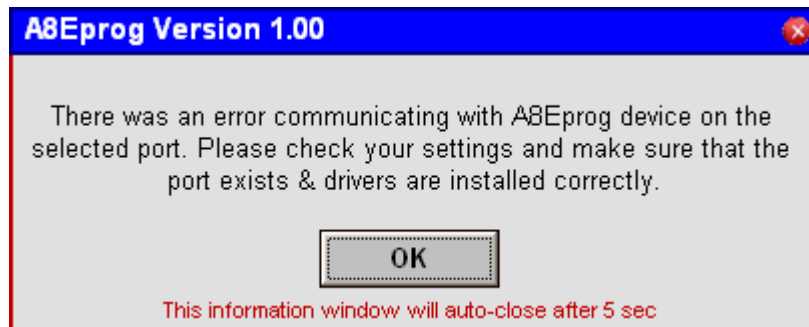 A8Eprog Version 1.00
There was an error communicating with A8Eprog device on the
selected port. Please check your settings and make sure that the
port exists & drivers are installed correctly.
OK
This information window will auto-close after 5 sec